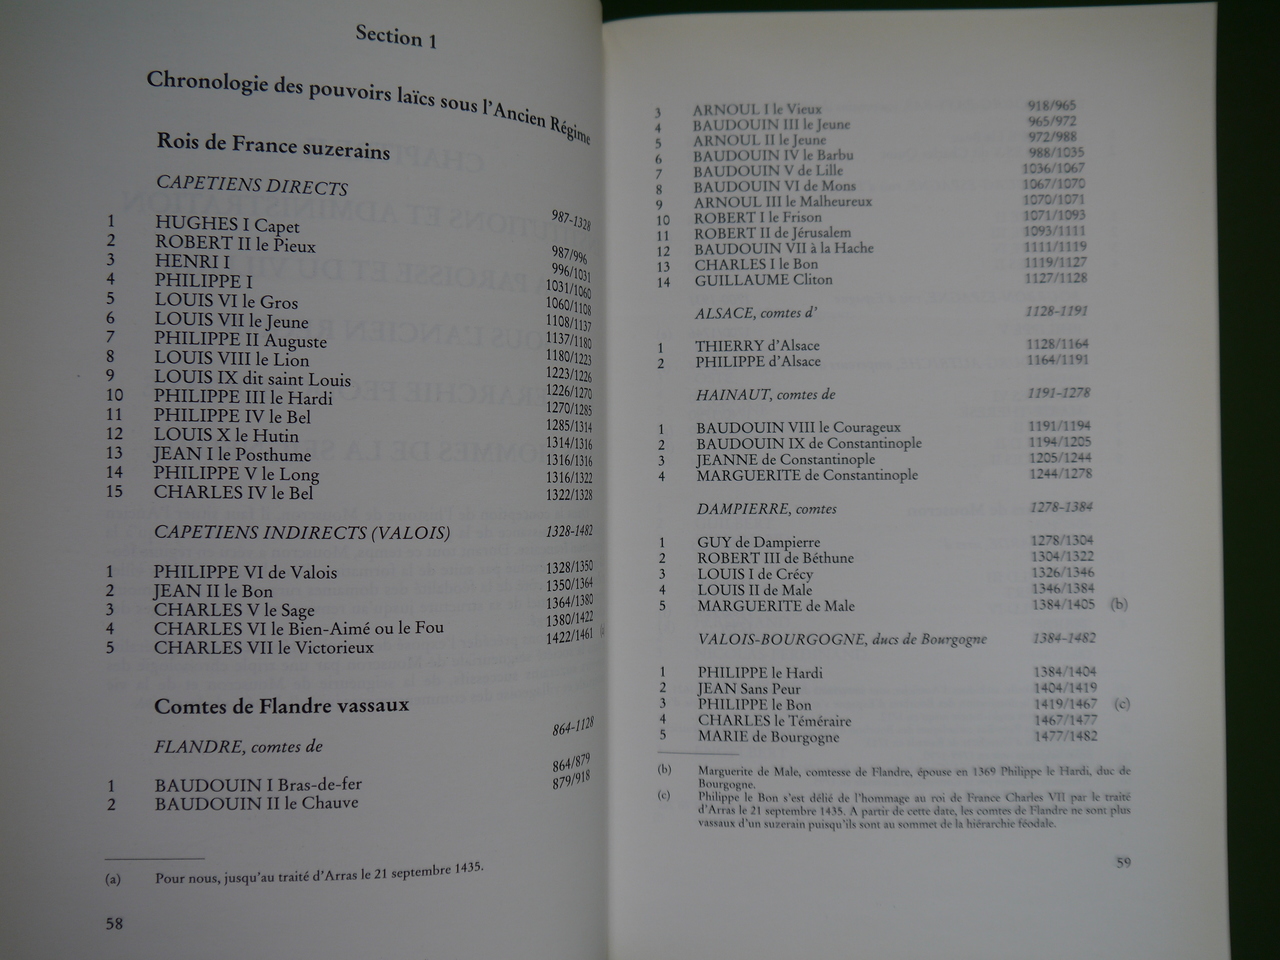 Section 1
Chronologie des pouvoirs laïcs sous l'Ancien Régime
Rois de France suzerains
CAPETIENS DIRECTS 987-1328
1 HUGHES I Capet 987/996
2 ROBERT II le Pieux 996/1031
3 HENRI I 1031/1060
4 PHILIPPE I 1060/1108
5 LOUIS VI le Gros 1108/1137
6 LOUIS VII le Jeune 1137/1180
7 PHILIPPE II Auguste 1180/1223
8 LOUIS VIII le Lion 1223/1226
9 LOUIS IX dit saint Louis 1226/1270
10 PHILIPPE III le Hardi 1270/1285
11 PHILIPPE IV le Bel 1285/1314
12 LOUIS X le Hutin 1314/1316
13 JEAN I le Posthume 1316/1316
14 PHILIPPE V le Long 1316/1322
15 CHARLES IV le Bel 1322/1328
CAPETIENS INDIRECTS (VALOIS) 1328-1482
1 PHILIPPE VI de Valois 1328/1350
2 JEAN II le Bon 1350/1364
3 CHARLES V le Sage 1364/1380
4 CHARLES VI le Bien-Aimé ou le Fou 1380/1422
5 CHARLES VII le Victorieux 1422/1461
Comtes de Flandre vassaux
FLANDRE, comtes de 864-1128
1 BAUDOUIN I Bras-de-fer 864/879
2 BAUDOUIN II le Chauve 879/918
(a) Pour nous, jusqu'au traité d'Arras le 21 septembre 1435.
58
3 ARNOUL I le Vieux 918/965
4 BAUDOUIN III le Jeune 965/972
5 ARNOUL II le Jeune 972/988
6 BAUDOUIN IV le Barbu 988/1035
7 BAUDOUIN V de Lille 1036/1067
8 BAUDOUIN VI de Mons 1067/1070
9 ARNOUL III le Malheureux 1070/1071
10 ROBERT I le Frison 1071/1093
11 ROBERT II de Jérusalem 1093/1111
12 BAUDOUIN VII à la Hache 1111/1119
13 CHARLES I le Bon 1119/1127
14 GUILLAUME Cliton 1127/1128
ALSACE, comtes d' 1128-1191
1 THIERRY d'Alsace 1128/1164
2 PHILIPPE d'Alsace 1164/1191
HAINAUT, comtes de 1191-1278
1 BAUDOUIN VIII le Courageux 1191/1194
2 BAUDOUIN IX de Constantinople 1194/1205
3 JEANNE de Constantinople 1205/1244
4 MARGUERITE de Constantinople 1244/1278
DAMPIERRE, comtes 1278-1384
1 GUY de Dampierre 1278/1304
2 ROBERT III de Béthune 1304/1322
3 LOUIS I de Crécy 1326/1346
4 LOUIS II de Male 1346/1384
5 MARGUERITE de Male 1384/1405 (b)
VALOIS-BOURGOGNE, ducs de Bourgogne 1384-1482
1 PHILIPPE le Hardi 1384/1404
2 JEAN Sans Peur 1404/1419
3 PHILIPPE le Bon 1419/1467 (c)
4 CHARLES le Téméraire 1467/1477
5 MARIE de Bourgogne 1477/1482
(b) Marguerite de Male, comtesse de Flandre, épouse en 1369 Philippe le Hardi, duc de
Bourgogne.
(c) Philippe le Bon s'est délié de l'hommage au roi de France Charles VII par le traité
d'Arras le 21 septembre 1435. A partir de cette date, les comtes de Flandre ne sont plus
vassaux d'un suzerain puisqu'ils sont au sommet de la hiérarchie féodale.
59